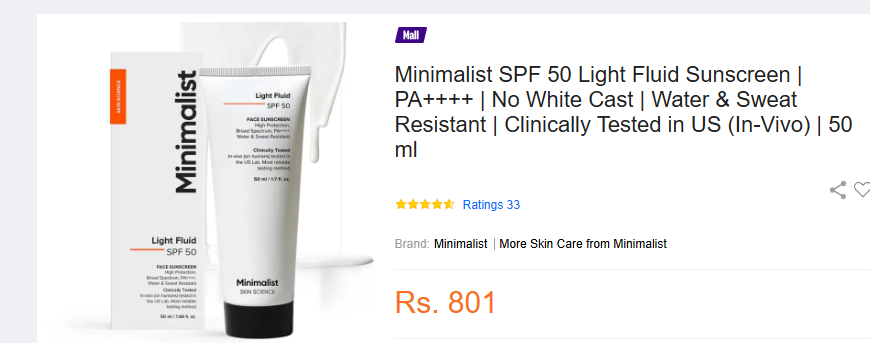 Mall
Minimalist SPF 50 Light Fluid Sunscreen |
PA++++ | No White Cast | Water & Sweat
Resistant | Clinically Tested in US (In-Vivo) | 50
ml
Ratings 33
Brand: Minimalist | More Skin Care from Minimalist
Rs. 801
SKIN SCIENCE
Minimalist
Light Fluid
SPF 50
FACE SUNSCREEN
High Protection,
Broad Spectrum, PA++++,
Water & Sweat Resistant
Clinically Tested
In-vivo (on humans) tested in
the US Lab. Most reliable
testing method
50 ml / 1.69 fl. oz.
Light Fluid
SPF 50
FACE SUNSCREEN
High Protection,
Broad Spectrum, PA++++
Water & Sweat Resistant
Clinically Tested
In-vivo (on humans) tested in
the US Lab. Most reliable
testing method
50 ml / 1.7 fl. oz.
Minimalist
SKIN SCIENCE